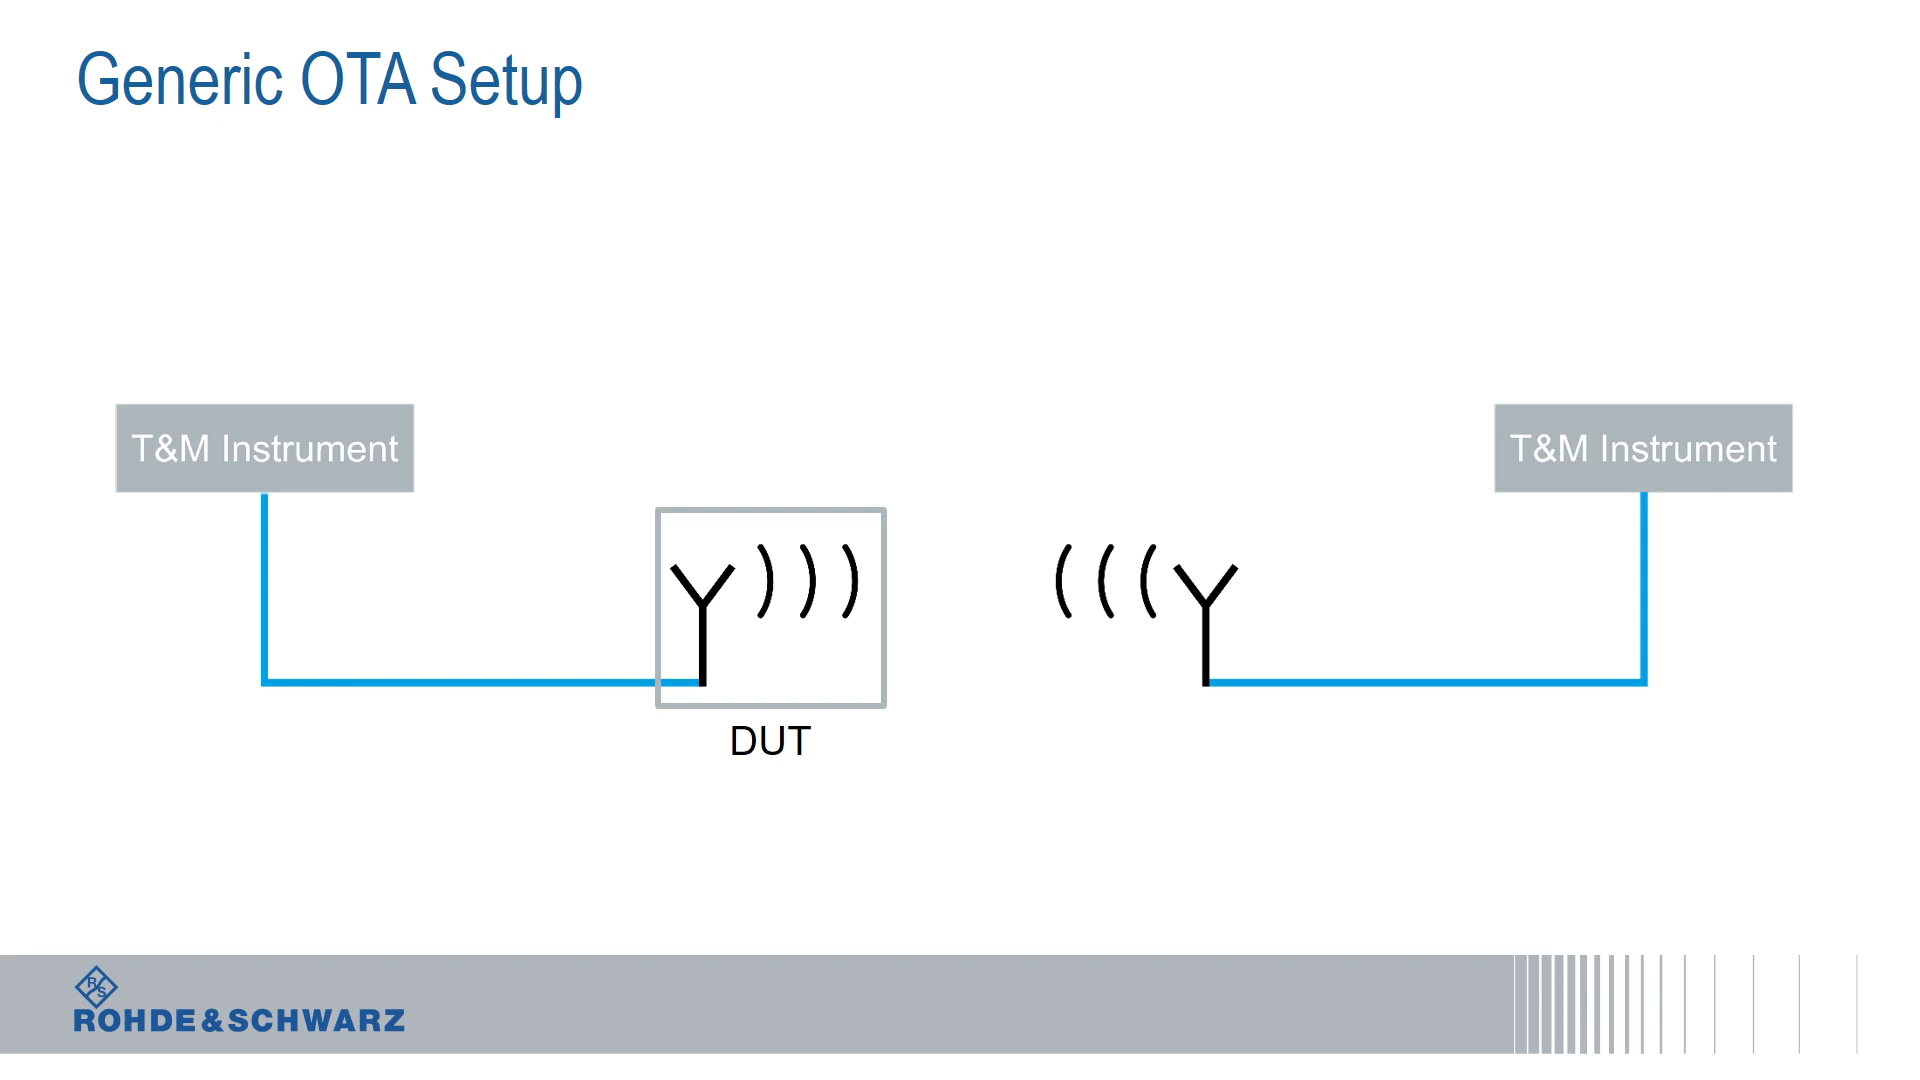 Generic OTA Setup
T&M Instrument
T&M Instrument
DUT
R
S
ROHDE&SCHWARZ